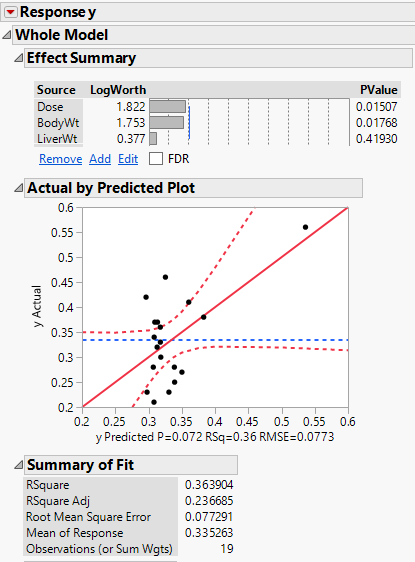 Response y
Whole Model
Effect Summary
Source LogWorth PValue
Dose 1.822 0.01507
BodyWt 1.753 0.01768
LiverWt 0.377 0.41930
Remove Add Edit FDR
Actual by Predicted Plot
0.6
0.55
0.5
0.45
0.4
0.35
0.3
0.25
0.2
y Actual
0.2 0.25 0.3 0.35 0.4 0.45 0.5 0.55 0.6
y Predicted P=0.072 RSq=0.36 RMSE=0.0773
Summary of Fit
RSquare 0.363904
RSquare Adj 0.236685
Root Mean Square Error 0.077291
Mean of Response 0.335263
Observations (or Sum Wgts) 19